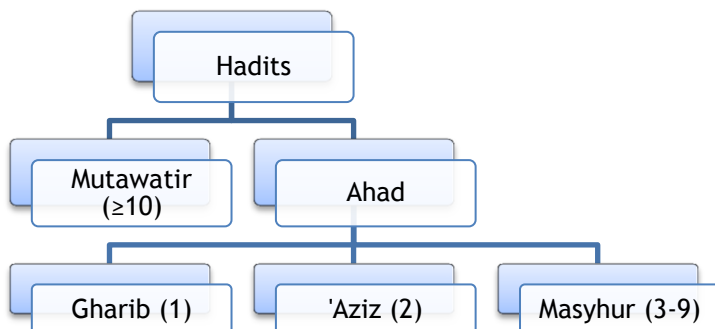 Hadits
Mutawatir
(≥10)
Ahad
Gharib (1)
'Aziz (2)
Masyhur (3-9)